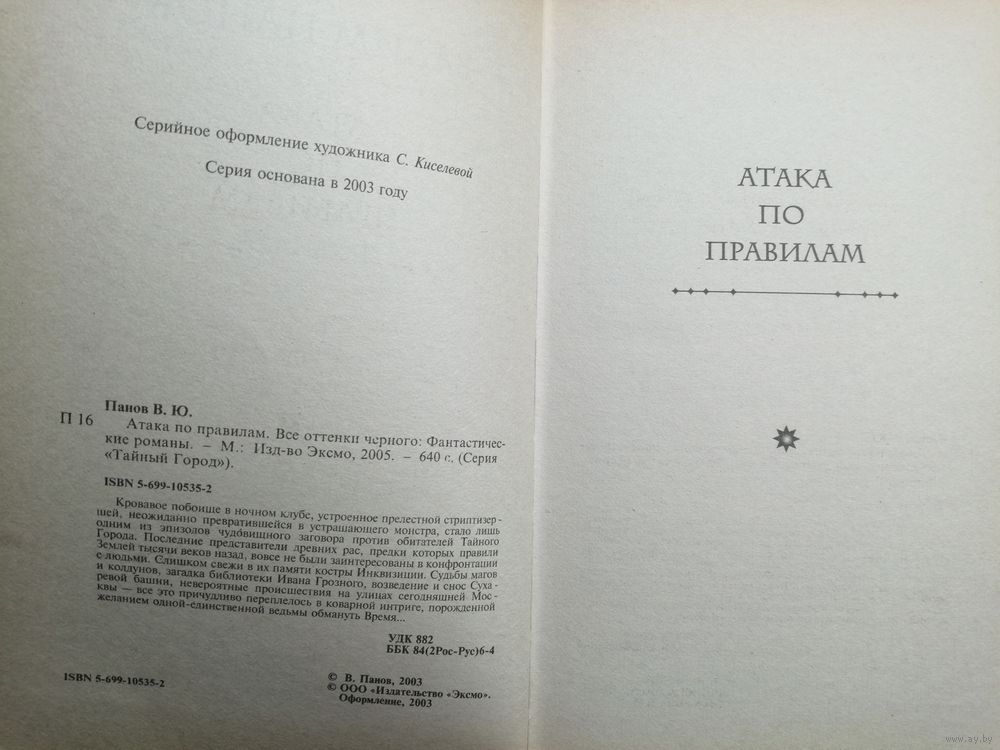 Серийное оформление художника С. Киселевой
Серия основана в 2003 году
Панов В. Ю.
П 16
Атака по правилам. Все оттенки черного: Фантастичес-
кие романы. – М.: Изд-во Эксмо, 2005. – 640 с. (Серия
«Тайный Город»).
ISBN 5-699-10535-2
Кровавое побоище в ночном клубе, устроенное прелестной стриптизер-
шей, неожиданно превратившейся в устрашающего монстра, стало лишь
одним из эпизодов чудовищного заговора против обитателей Тайного
Города. Последние представители древних рас, предки которых правили
Землей тысячи веков назад, вовсе не были заинтересованы в конфронтации
с людьми. Слишком свежи в их памяти костры Инквизиции. Судьбы магов
и колдунов, загадка библиотеки Ивана Грозного, возведение и снос Суха-
ревой башни, невероятные происшествия на улицах сегодняшней Мос-
квы — все это причудливо переплелось в коварной интриге, порожденной
желанием одной-единственной ведьмы обмануть Время...
УДК 882
ББК 84(2Рос-Рус)6-4
© В. Панов, 2003
© ООО «Издательство «Эксмо».
Оформление, 2003
ISBN 5-699-10535-2
АТАКА
ПО
ПРАВИЛАМ
www.ay.by